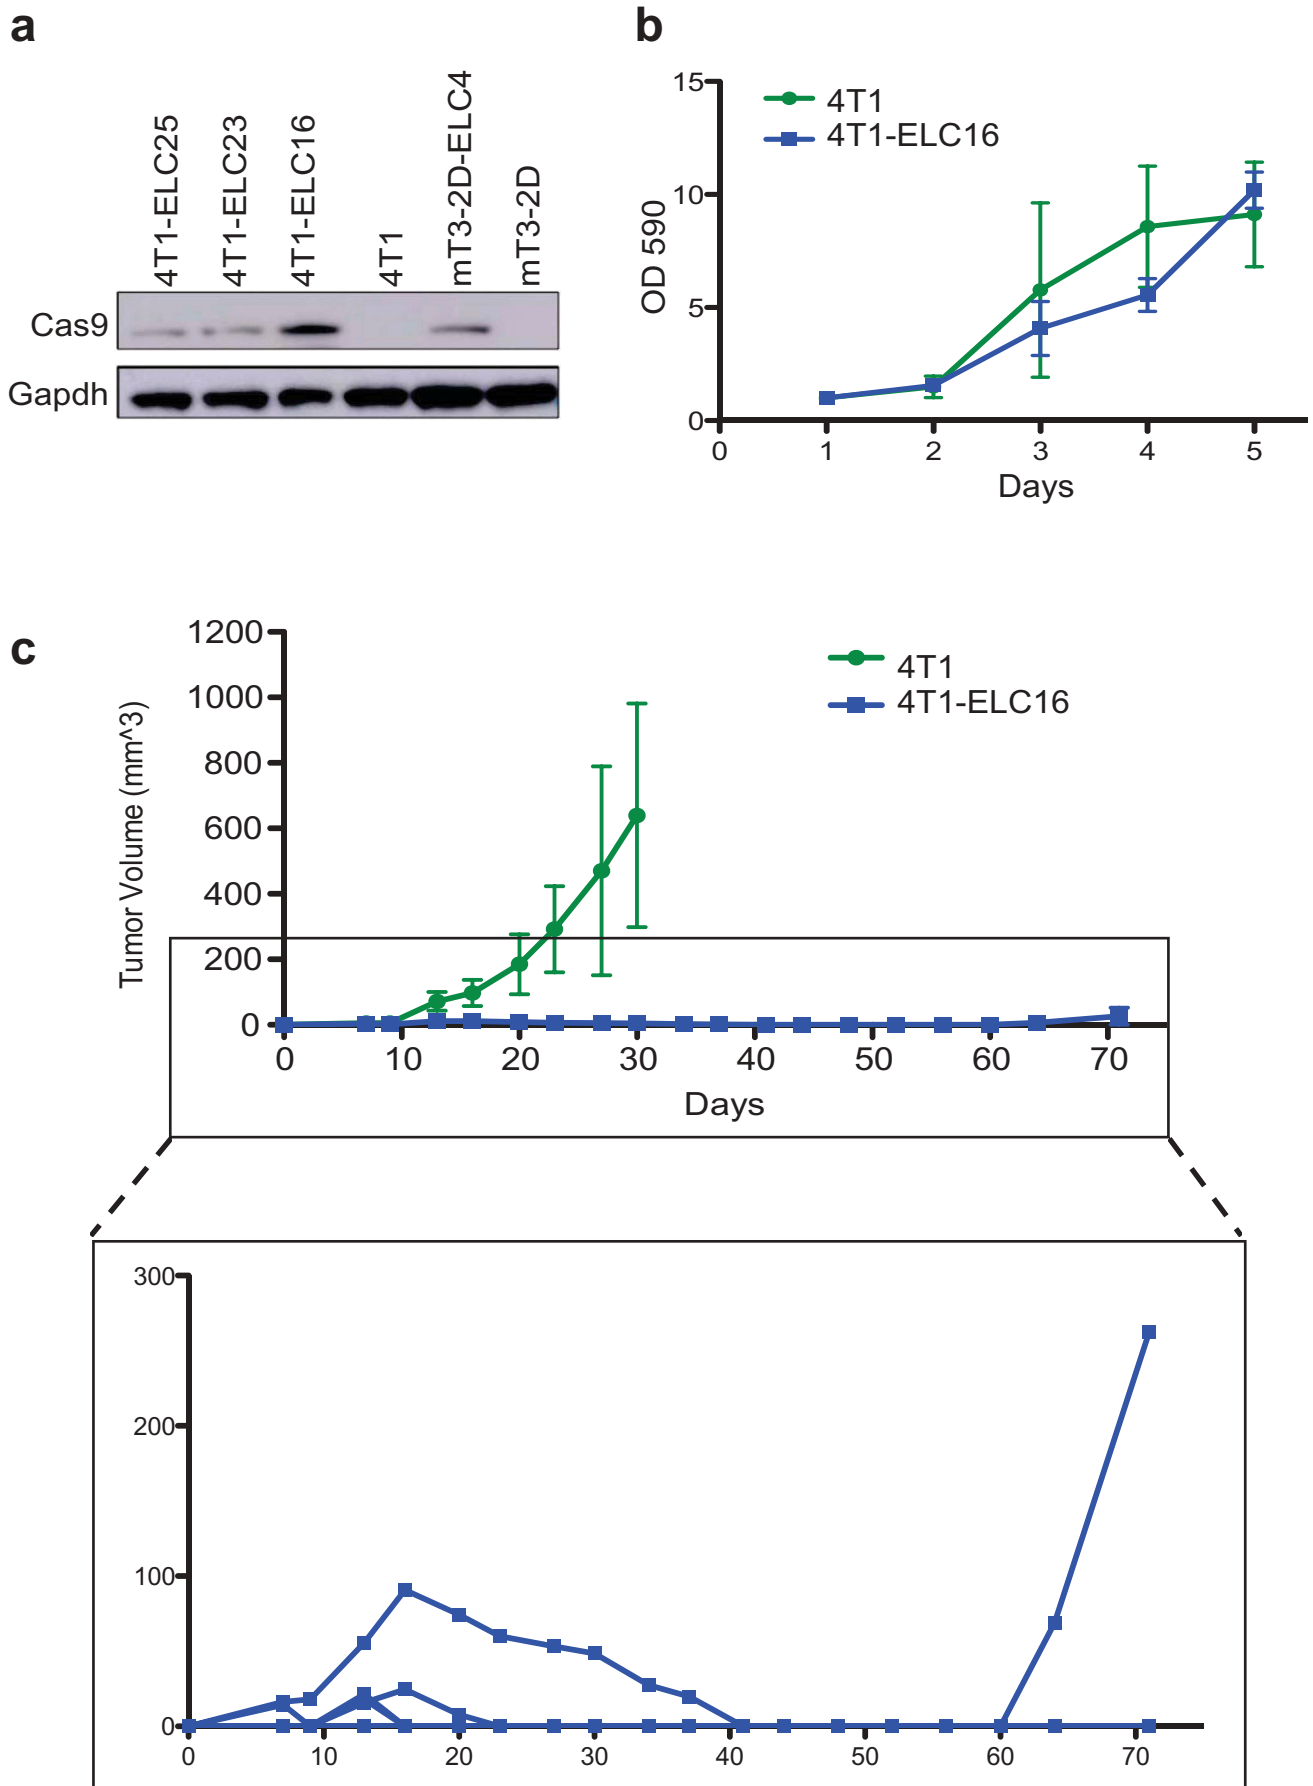 a
4T1-ELC25
4T1-ELC23
4T1-ELC16
4T1
mT3-2D-ELC4
mT3-2D
Cas9
Gapdh
b
15
10
5
0
OD 590
4T1
4T1-ELC16
0 1 2 3 4 5
Days
c
1200
1000
800
600
400
200
0
Tumor Volume (mm^3)
4T1
4T1-ELC16
0 10 20 30 40 50 60 70
Days
300
200
100
0
0 10 20 30 40 50 60 70